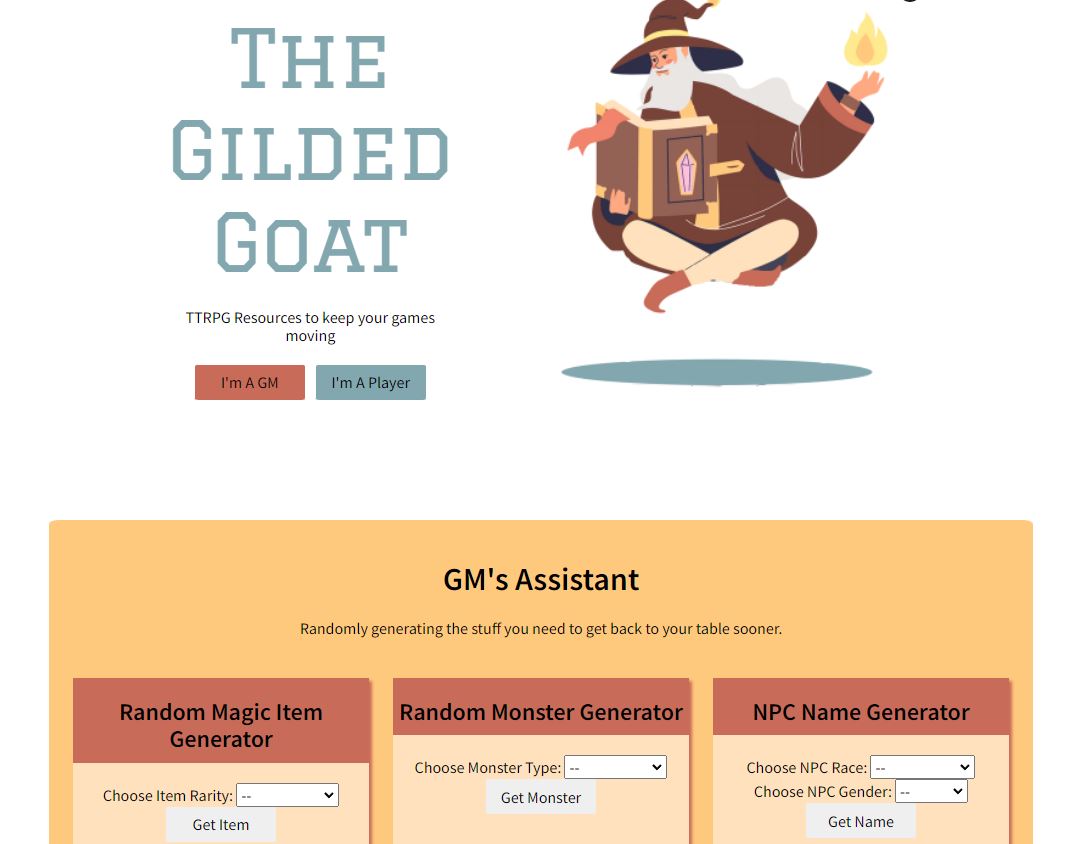 The
Gilded
Goat
TTRPG Resources to keep your games
moving
I'm A GM
I'm A Player
GM's Assistant
Randomly generating the stuff you need to get back to your table sooner.
Random Magic Item
Generator
Choose Item Rarity: --
Get Item
Random Monster Generator
Choose Monster Type: --
Get Monster
NPC Name Generator
Choose NPC Race: --
Choose NPC Gender: --
Get Name